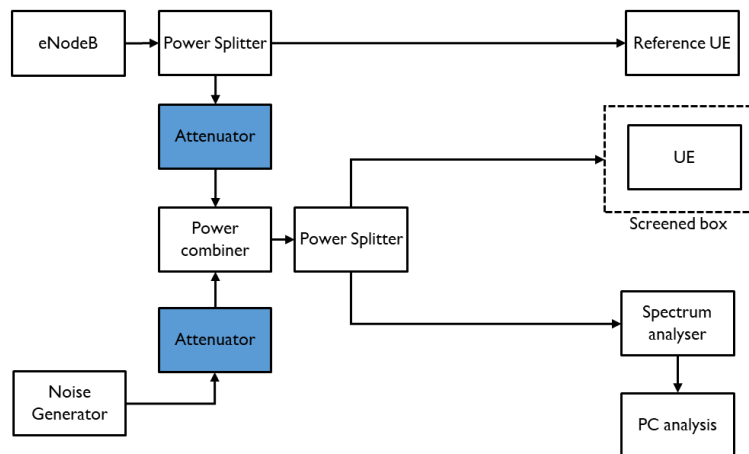 eNodeB
Power Splitter
Reference UE
Attenuator
UE
Power
combiner
Power Splitter
Screened box
Attenuator
Spectrum
analyser
Noise
Generator
PC analysis